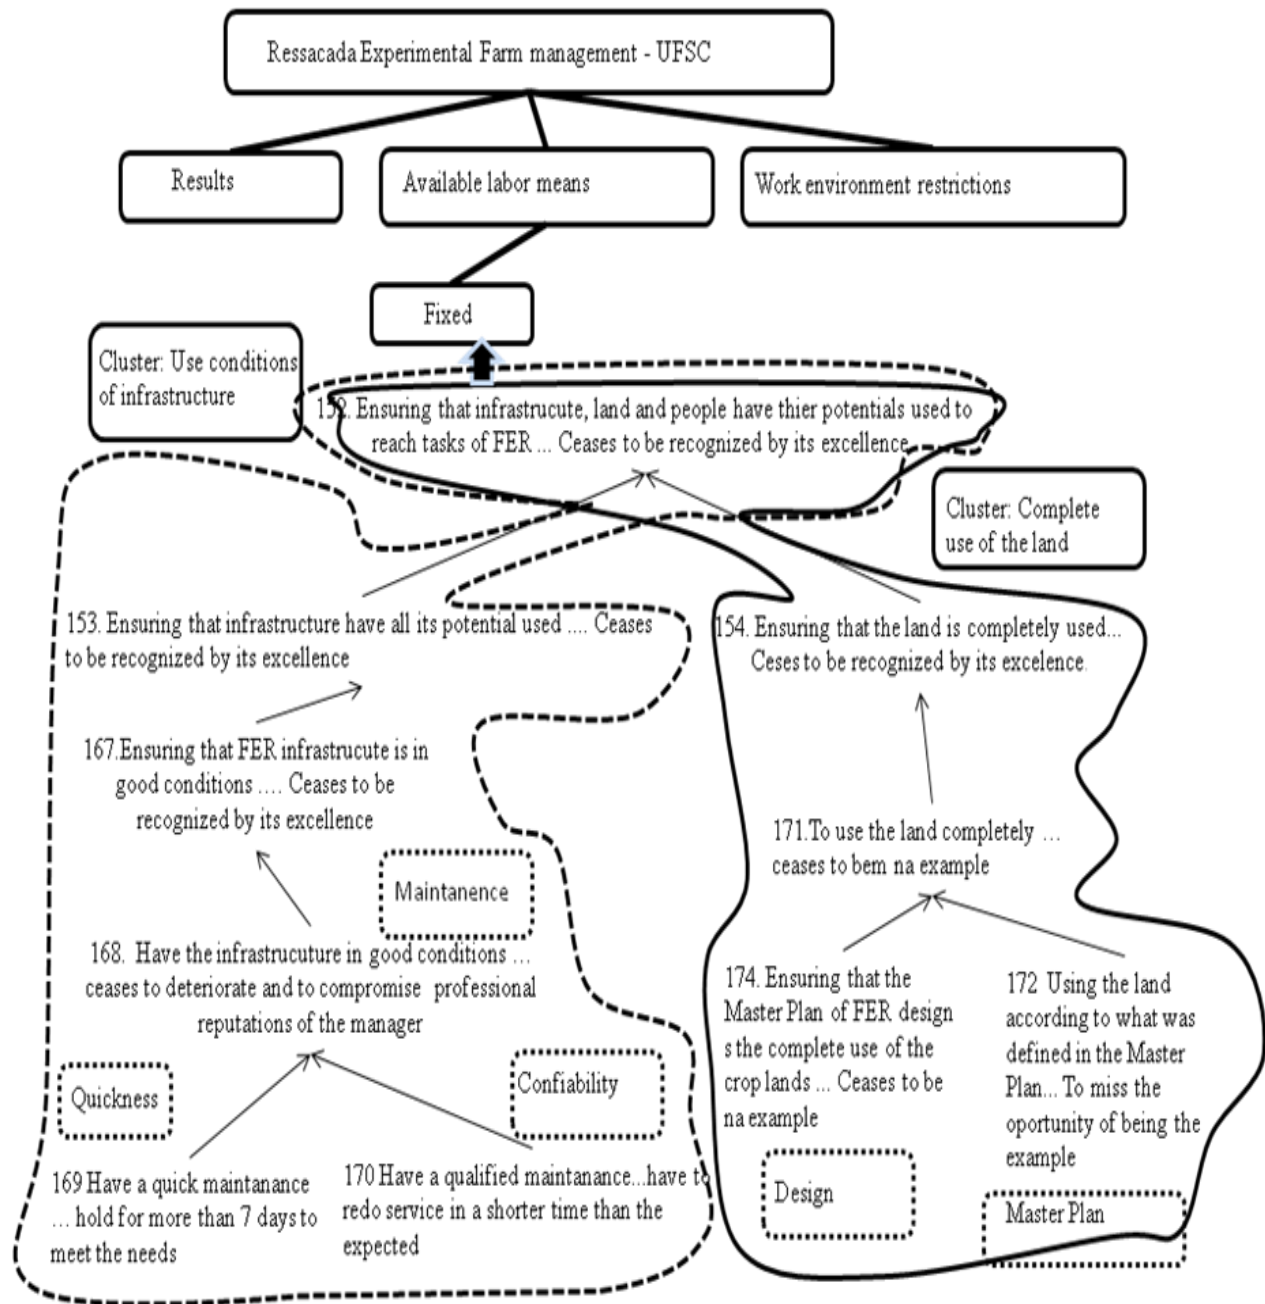 Ressacada Experimental Farm management - UFSC
Results
Available labor means
Work environment restrictions
Fixed
Cluster: Use conditions
of infrastructure
152. Ensuring that infrastrucute, land and people have thier potentials used to
reach tasks of FER ... Ceases to be recognized by its excellence
Cluster: Complete
use of the land
153. Ensuring that infrastructure have all its potential used .... Ceases
to be recognized by its excellence
154. Ensuring that the land is completely used...
Ceses to be recognized by its excelence.
167.Ensuring that FER infrastrucute is in
good conditions .... Ceases to be
recognized by its excellence
171.To use the land completely ...
ceases to bem na example
Maintanence
168. Have the infrastrucuture in good conditions ...
ceases to deteriorate and to compromise professional
reputations of the manager
174. Ensuring that the
Master Plan of FER design
s the complete use of the
crop lands ... Ceases to be
na example
172 Using the land
according to what was
defined in the Master
Plan... To miss the
oportunity of being the
example
Quickness
Confiability
169 Have a quick maintanance
... hold for more than 7 days to
meet the needs
170 Have a qualified maintanance...have to
redo service in a shorter time than the
expected
Design
Master Plan